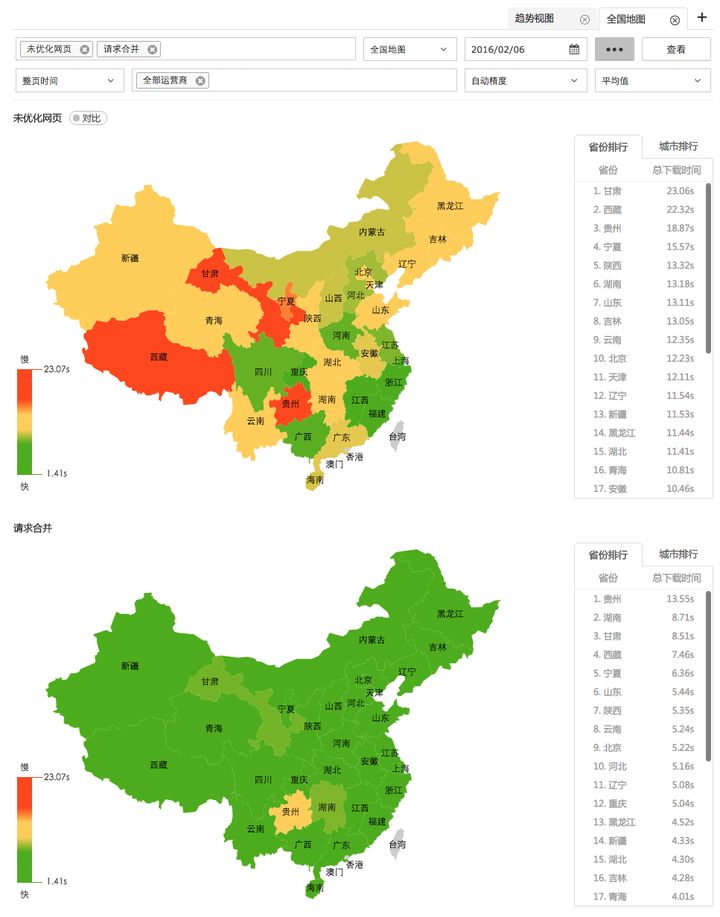 趋势视图
全国地图
未优化网页 请求合并 全国地图 2016/02/06 ••• 查看
整页时间 全部运营商 自动精度 平均值
未优化网页 对比
黑龙江
内蒙古
吉林
新疆
辽宁
甘肃
北京
天津
宁夏
山西
河北
山东
青海
陕西
河南
西藏
安徽
江苏
上海
湖北
四川
重庆
浙江
贵州
湖南
江西
福建
云南
广西
广东
台湾
香港
澳门
海南
慢
23.07s
1.41s
快
省份排行 城市排行
省份 总下载时间
1. 甘肃 23.06s
2. 西藏 22.32s
3. 贵州 18.87s
4. 宁夏 15.57s
5. 陕西 13.32s
6. 湖南 13.18s
7. 山东 13.11s
8. 吉林 13.05s
9. 云南 12.35s
10. 北京 12.23s
11. 天津 12.11s
12. 辽宁 11.54s
13. 新疆 11.53s
14. 黑龙江 11.44s
15. 湖北 11.41s
16. 青海 10.81s
17. 安徽 10.46s
请求合并
黑龙江
内蒙古
吉林
新疆
辽宁
甘肃
北京
天津
宁夏
山西
河北
山东
青海
陕西
河南
西藏
安徽
江苏
上海
湖北
四川
重庆
浙江
贵州
湖南
江西
福建
云南
广西
广东
台湾
香港
澳门
海南
慢
23.07s
1.41s
快
省份排行 城市排行
省份 总下载时间
1. 贵州 13.55s
2. 湖南 8.71s
3. 甘肃 8.51s
4. 西藏 7.46s
5. 宁夏 6.36s
6. 山东 5.44s
7. 陕西 5.35s
8. 云南 5.24s
9. 北京 5.22s
10. 河北 5.16s
11. 辽宁 5.08s
12. 重庆 5.04s
13. 黑龙江 4.52s
14. 新疆 4.33s
15. 湖北 4.30s
16. 吉林 4.28s
17. 青海 4.01s